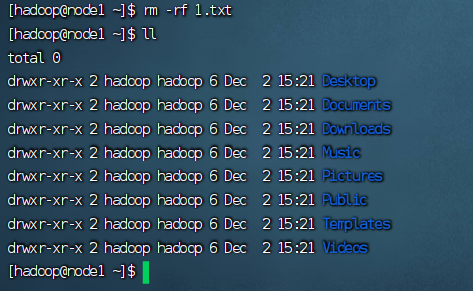 [hadoop@node1 ~]$ rm -rf 1.txt
[hadoop@node1 ~]$ ll
total 0
drwxr-xr-x 2 hadoop hadoop 6 Dec  2 15:21 Desktop
drwxr-xr-x 2 hadoop hadoop 6 Dec  2 15:21 Documents
drwxr-xr-x 2 hadoop hadoop 6 Dec  2 15:21 Downloads
drwxr-xr-x 2 hadoop hadoop 6 Dec  2 15:21 Music
drwxr-xr-x 2 hadoop hadoop 6 Dec  2 15:21 Pictures
drwxr-xr-x 2 hadoop hadoop 6 Dec  2 15:21 Public
drwxr-xr-x 2 hadoop hadoop 6 Dec  2 15:21 Templates
drwxr-xr-x 2 hadoop hadoop 6 Dec  2 15:21 Videos
[hadoop@node1 ~]$